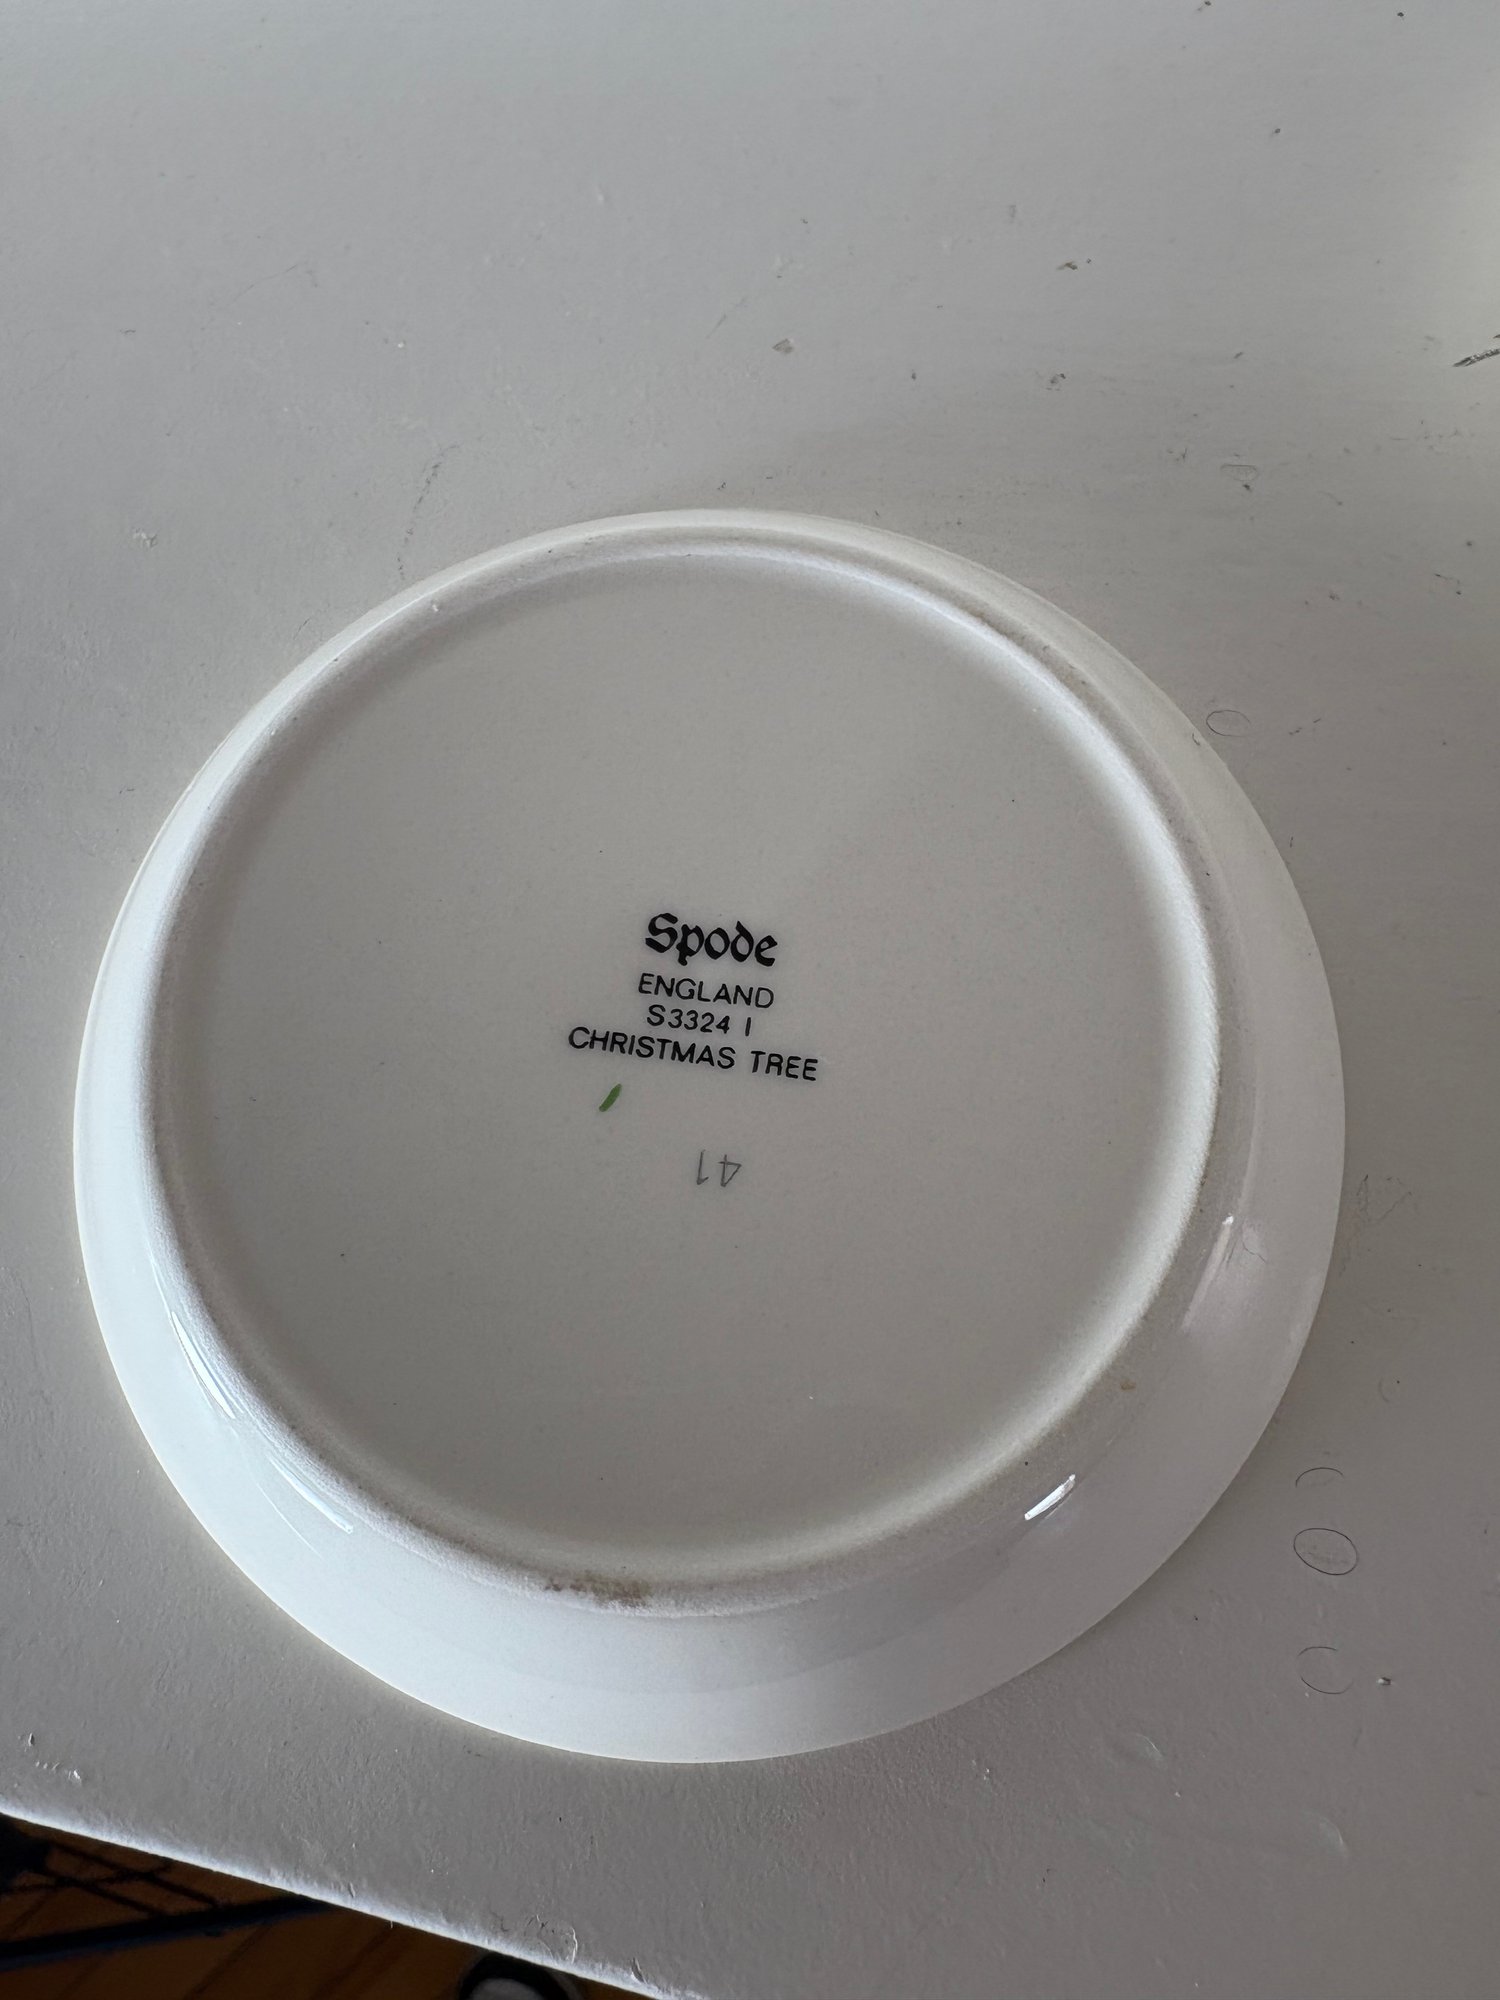 Spode
ENGLAND
S3324 I
CHRISTMAS TREE
41